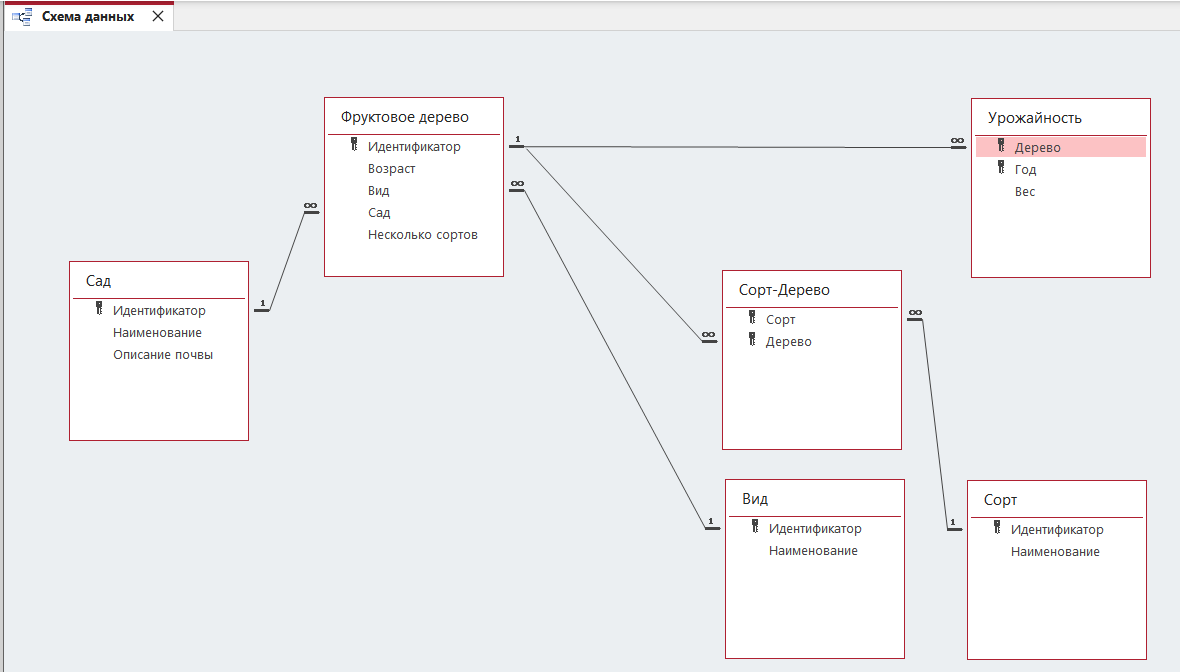 Схема данных
Фруктовое дерево
Идентификатор
Возраст
Вид
Сад
Несколько сортов
1
∞
∞
Урожайность
Дерево
Год
Вес
∞
Сад
Идентификатор
Наименование
Описание почвы
1
Сорт-Дерево
Сорт
Дерево
∞
∞
Вид
Идентификатор
Наименование
1
Сорт
Идентификатор
Наименование
1